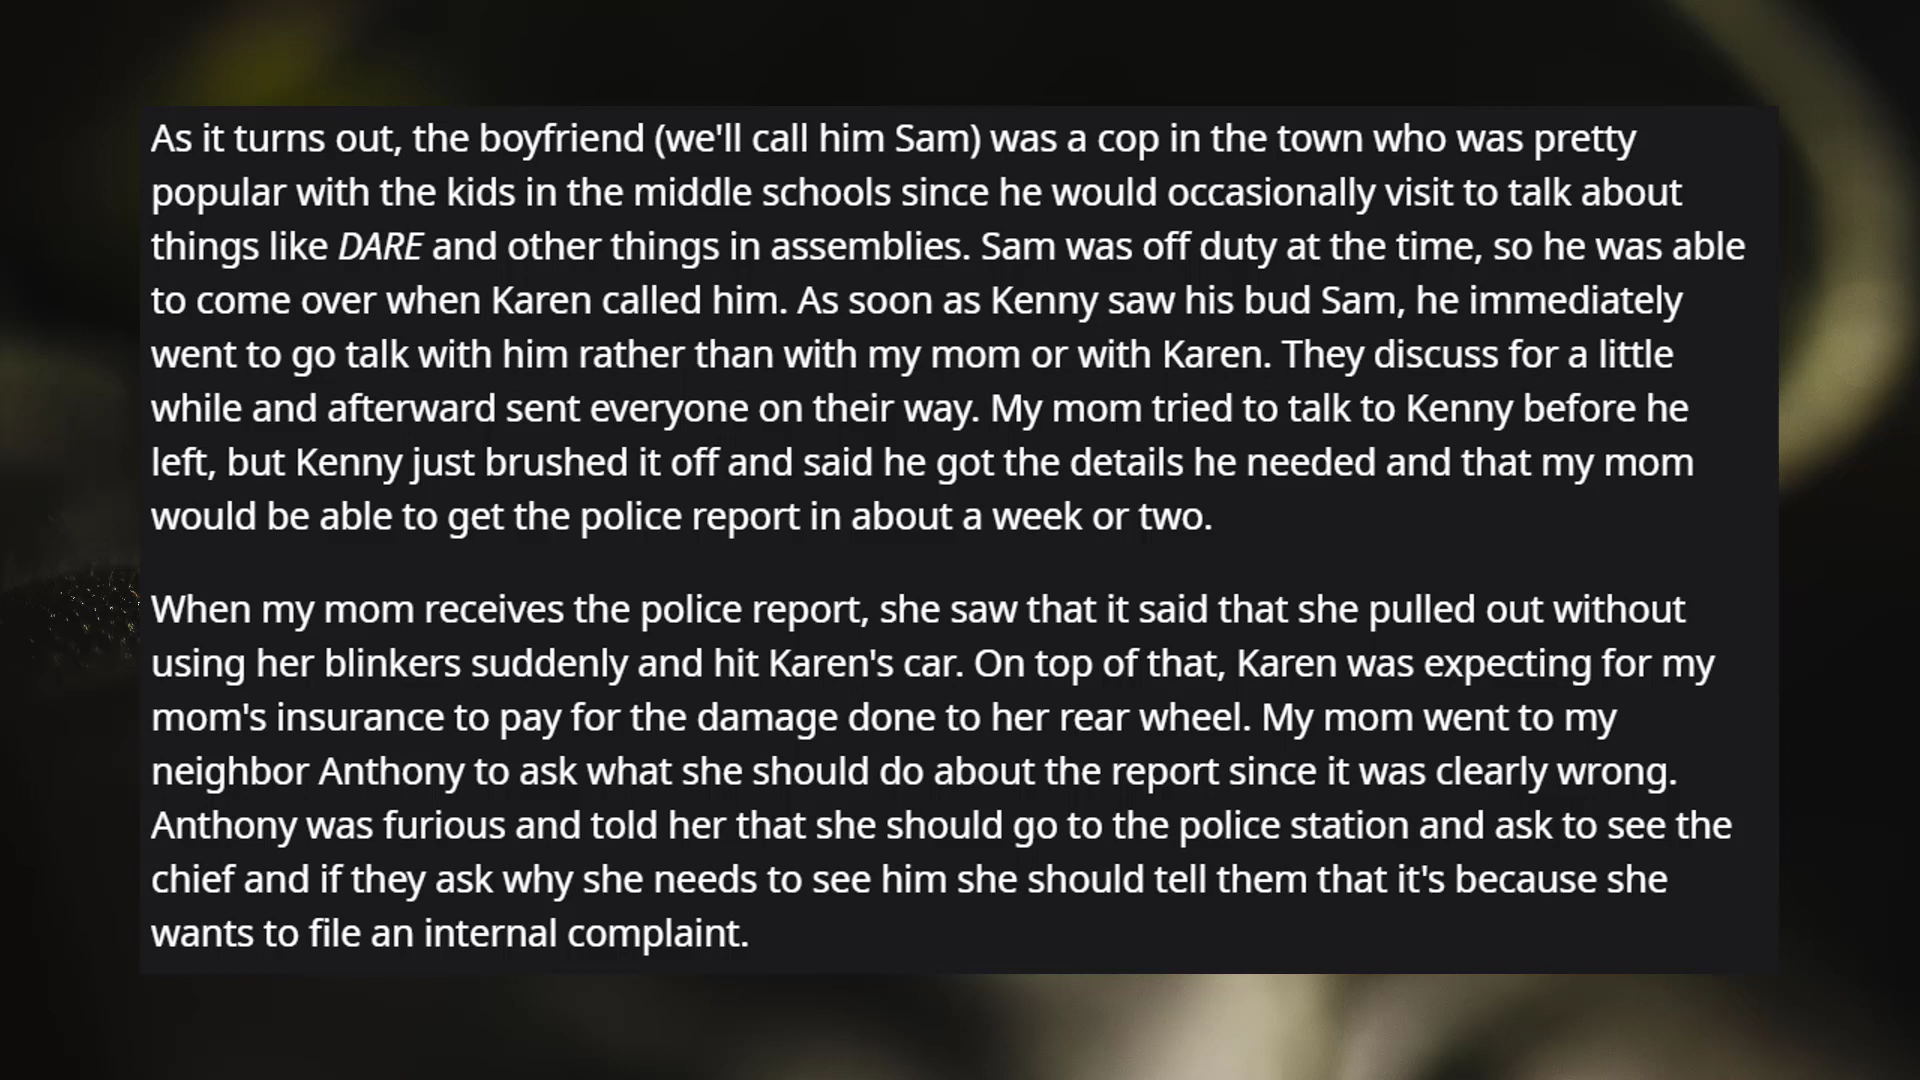 As it turns out, the boyfriend (we'll call him Sam) was a cop in the town who was pretty
popular with the kids in the middle schools since he would occasionally visit to talk about
things like DARE and other things in assemblies. Sam was off duty at the time, so he was able
to come over when Karen called him. As soon as Kenny saw his bud Sam, he immediately
went to go talk with him rather than with my mom or with Karen. They discuss for a little
while and afterward sent everyone on their way. My mom tried to talk to Kenny before he
left, but Kenny just brushed it off and said he got the details he needed and that my mom
would be able to get the police report in about a week or two.
When my mom receives the police report, she saw that it said that she pulled out without
using her blinkers suddenly and hit Karen's car. On top of that, Karen was expecting for my
mom's insurance to pay for the damage done to her rear wheel. My mom went to my
neighbor Anthony to ask what she should do about the report since it was clearly wrong.
Anthony was furious and told her that she should go to the police station and ask to see the
chief and if they ask why she needs to see him she should tell them that it's because she
wants to file an internal complaint.